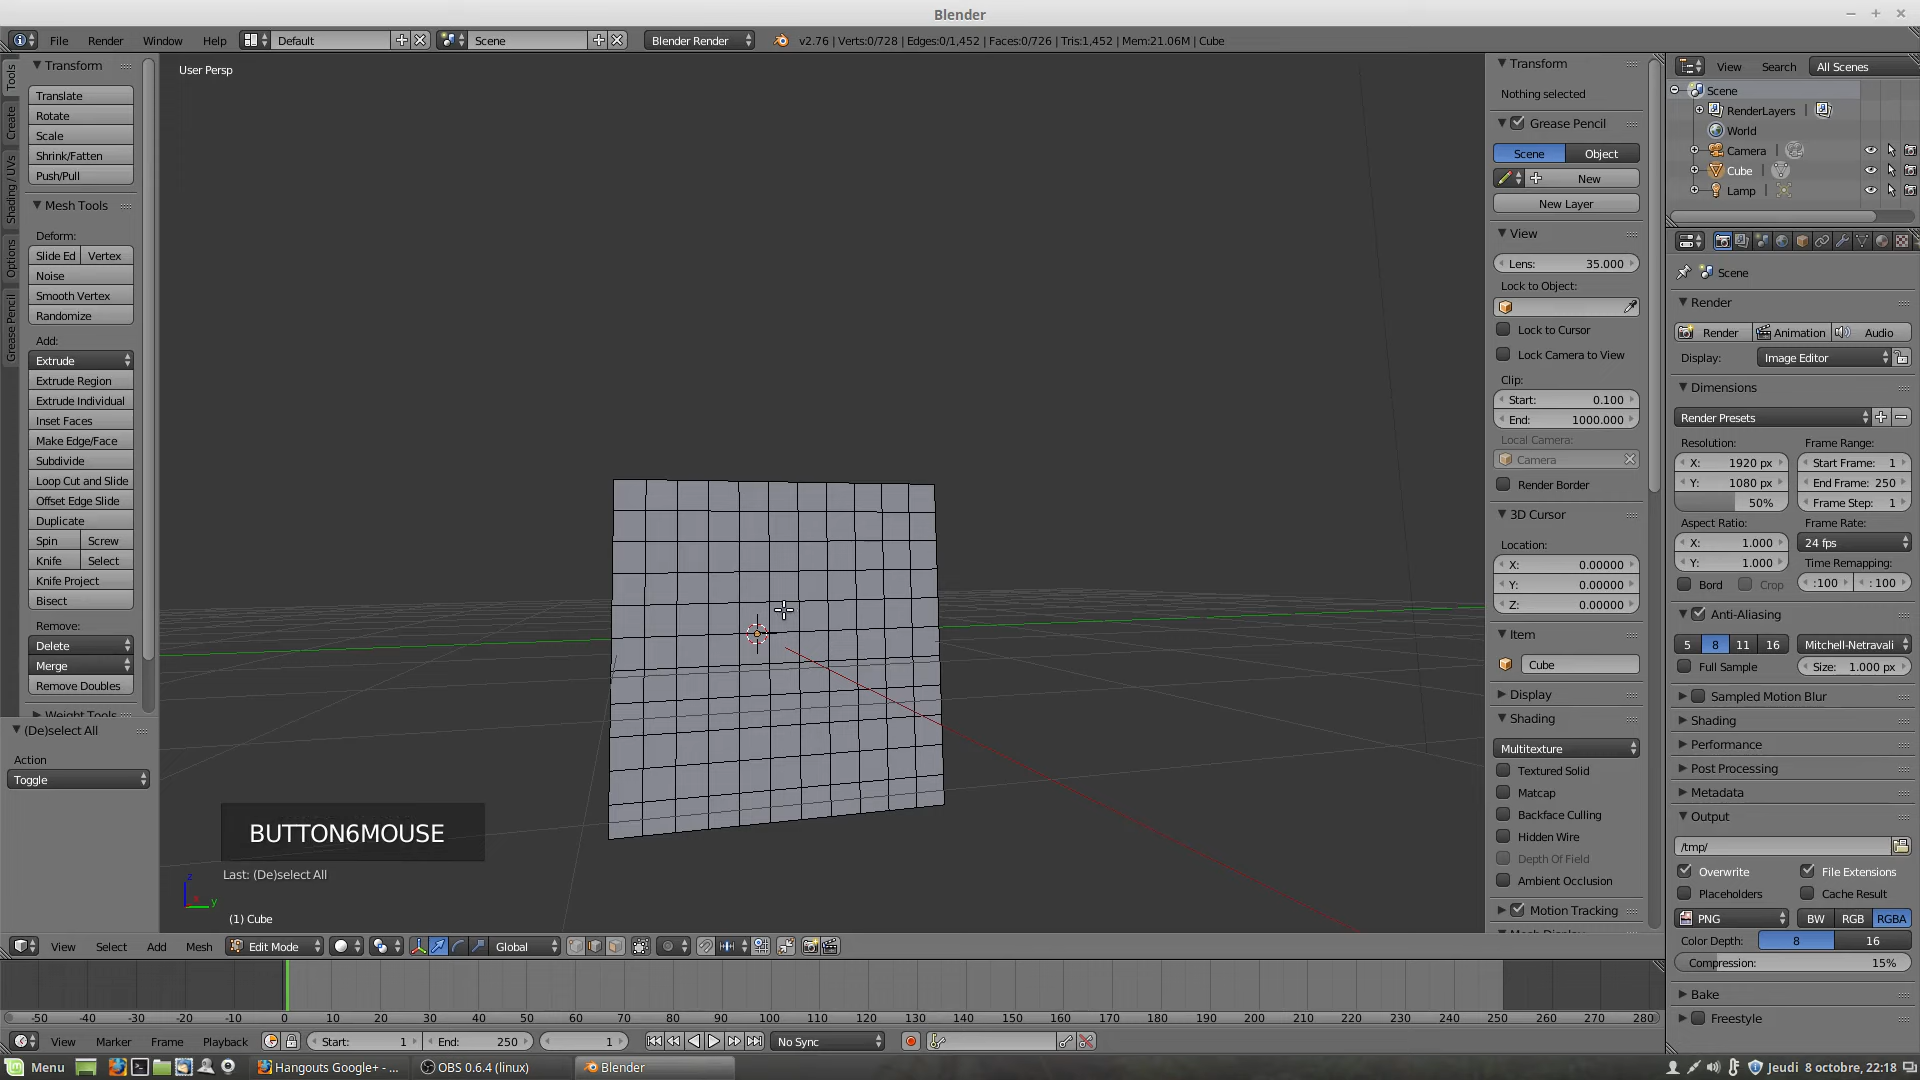 Blender
File Render Window Help Default Scene Blender Render v2.76 | Verts:0/728 | Edges:0/1,452 | Faces:0/726 | Tris:1,452 | Mem:21.06M | Cube
Tools
Create
Shading / UVs
Options
Grease Pencil
Transform
Translate
Rotate
Scale
Shrink/Fatten
Push/Pull
Mesh Tools
Deform:
Slide Ed Vertex
Noise
Smooth Vertex
Randomize
Add:
Extrude
Extrude Region
Extrude Individual
Inset Faces
Make Edge/Face
Subdivide
Loop Cut and Slide
Offset Edge Slide
Duplicate
Spin Screw
Knife Select
Knife Project
Bisect
Remove:
Delete
Merge
Remove Doubles
Weight Tools
(De)select All
Action
Toggle
User Persp
BUTTON6MOUSE
Last: (De)select All
z
y
(1) Cube
Transform
Nothing selected
Grease Pencil
Scene Object
New
New Layer
View
Lens: 35.000
Lock to Object:
Lock to Cursor
Lock Camera to View
Clip:
Start: 0.100
End: 1000.000
Local Camera:
Camera
Render Border
3D Cursor
Location:
X: 0.00000
Y: 0.00000
Z: 0.00000
Item
Cube
Display
Shading
Multitexture
Textured Solid
Matcap
Backface Culling
Hidden Wire
Depth Of Field
Ambient Occlusion
Motion Tracking
View Search All Scenes
Scene
RenderLayers |
World
Camera |
Cube |
Lamp |
Scene
Render
Render Animation Audio
Display: Image Editor
Dimensions
Render Presets
Resolution: Frame Range:
X: 1920 px Start Frame: 1
Y: 1080 px End Frame: 250
50% Frame Step: 1
Aspect Ratio: Frame Rate:
X: 1.000 24 fps
Y: 1.000 Time Remapping:
Bord Crop :100 : 100
Anti-Aliasing
5 8 11 16 Mitchell-Netravali
Full Sample Size: 1.000 px
Sampled Motion Blur
Shading
Performance
Post Processing
Metadata
Output
/tmp/
Overwrite File Extensions
Placeholders Cache Result
PNG BW RGB RGBA
Color Depth: 8 16
Compression: 15%
Bake
Freestyle
View Select Add Mesh Edit Mode Global
-50 -40 -30 -20 -10 0 10 20 30 40 50 60 70 80 90 100 110 120 130 140 150 160 170 180 190 200 210 220 230 240 250 260 270 280
View Marker Frame Playback Start: 1 End: 250 1 No Sync
Menu Hangouts Google+ - ... OBS 0.6.4 (linux) Blender Jeudi 8 octobre, 22:18